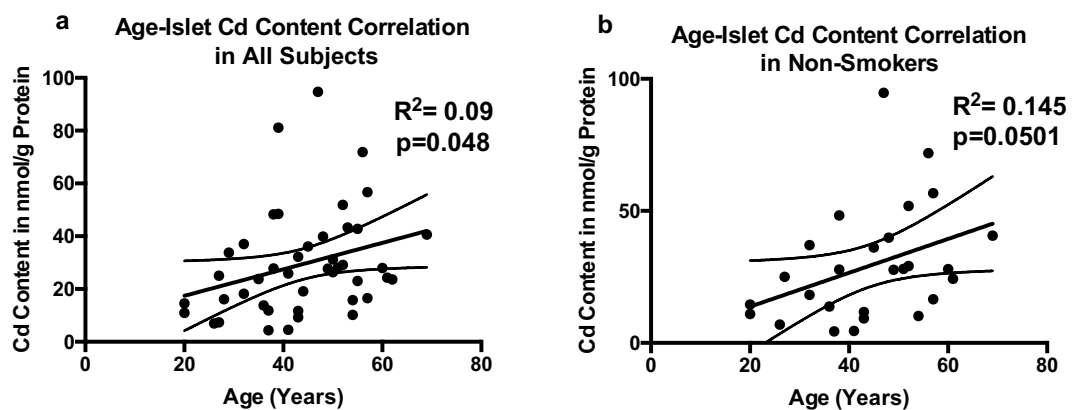 a
Age-Islet Cd Content Correlation
in All Subjects
Cd Content in nmol/g Protein
100
80
60
40
20
0
R²= 0.09
p=0.048
0 20 40 60 80
Age (Years)
b
Age-Islet Cd Content Correlation
in Non-Smokers
Cd Content in nmol/g Protein
100
50
0
R²= 0.145
p=0.0501
0 20 40 60 80
Age (Years)